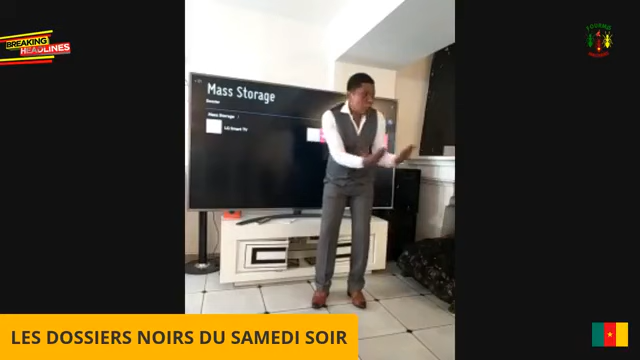 BREAKING
HEADLINES
Mass Storage
Mass Storage
LG Smart TV
LES DOSSIERS NOIRS DU SAMEDI SOIR